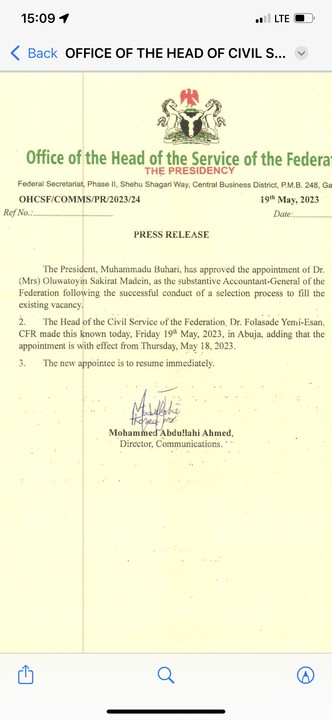 15:09
LTE
Back
OFFICE OF THE HEAD OF CIVIL S...
Office of the Head of the Service of the Federa
THE PRESIDENCY
Federal Secretariat, Phase II, Shehu Shagari Way, Central Business District, P.M.B. 248, Ga
OHCSF/COMMS/PR/2023/24
19th May, 2023
Ref No.:
Date:
PRESS RELEASE
The President, Muhammadu Buhari, has approved the appointment of Dr.
(Mrs) Oluwatoyin Sakirat Madein, as the substantive Accountant-General of the
Federation following the successful conduct of a selection process to fill the
existing vacancy.
2. The Head of the Civil Service of the Federation, Dr. Folasade Yemi-Esan,
CFR made this known today, Friday 19th May, 2023, in Abuja, adding that the
appointment is with effect from Thursday, May 18, 2023.
3. The new appointee is to resume immediately.
Mohammed Abdullahi Ahmed,
Director, Communications.